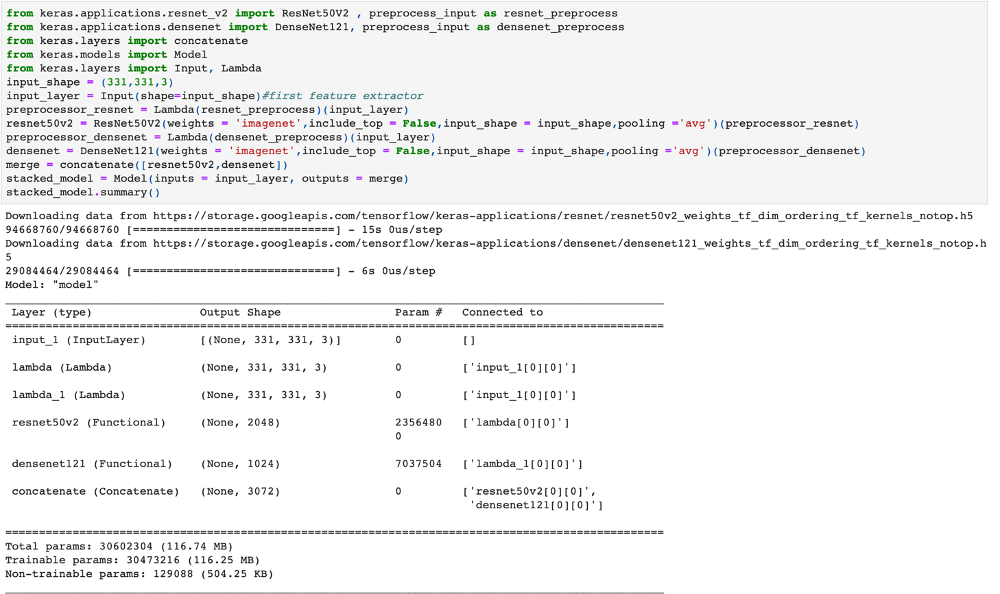 from keras.applications.resnet_v2 import ResNet50V2 , preprocess_input as resnet_preprocess
from keras.applications.densenet import DenseNet121, preprocess_input as densenet_preprocess
from keras.layers import concatenate
from keras.models import Model
from keras.layers import Input, Lambda
input_shape = (331,331,3)
input_layer = Input(shape=input_shape)#first feature extractor
preprocessor_resnet = Lambda(resnet_preprocess)(input_layer)
resnet50v2 = ResNet50V2(weights = 'imagenet',include_top = False,input_shape = input_shape,pooling ='avg')(preprocessor_resnet)
preprocessor_densenet = Lambda(densenet_preprocess)(input_layer)
densenet = DenseNet121(weights = 'imagenet',include_top = False,input_shape = input_shape,pooling ='avg')(preprocessor_densenet)
merge = concatenate([resnet50v2,densenet])
stacked_model = Model(inputs = input_layer, outputs = merge)
stacked_model.summary()
Downloading data from https://storage.googleapis.com/tensorflow/keras-applications/resnet/resnet50v2_weights_tf_dim_ordering_tf_kernels_notop.h5
94668760/94668760 [==============================] - 15s 0us/step
Downloading data from https://storage.googleapis.com/tensorflow/keras-applications/densenet/densenet121_weights_tf_dim_ordering_tf_kernels_notop.h
5
29084464/29084464 [==============================] - 6s 0us/step
Model: "model"
Layer (type) Output Shape Param # Connected to
input_1 (InputLayer) [(None, 331, 331, 3)] 0 []
lambda (Lambda) (None, 331, 331, 3) 0 ['input_1[0][0]']
lambda_1 (Lambda) (None, 331, 331, 3) 0 ['input_1[0][0]']
resnet50v2 (Functional) (None, 2048) 2356480 ['lambda[0][0]']
0
densenet121 (Functional) (None, 1024) 7037504 ['lambda_1[0][0]']
concatenate (Concatenate) (None, 3072) 0 ['resnet50v2[0][0]',
'densenet121[0][0]']
Total params: 30602304 (116.74 MB)
Trainable params: 30473216 (116.25 MB)
Non-trainable params: 129088 (504.25 KB)